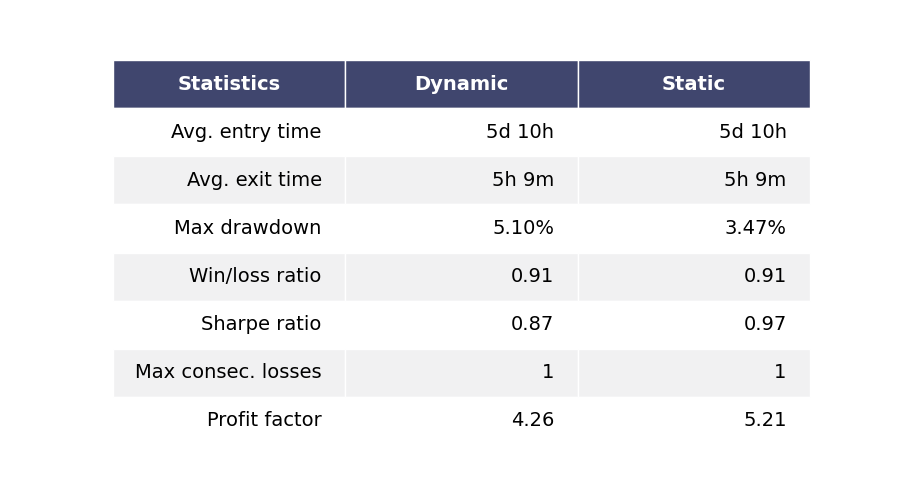 Statistics Dynamic Static
Avg. entry time 5d 10h 5d 10h
Avg. exit time 5h 9m 5h 9m
Max drawdown 5.10% 3.47%
Win/loss ratio 0.91 0.91
Sharpe ratio 0.87 0.97
Max consec. losses 1 1
Profit factor 4.26 5.21